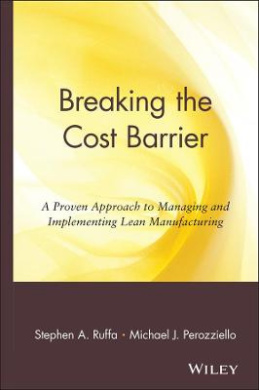 Breaking the
Cost Barrier
A Proven Approach to Managing and
Implementing Lean Manufacturing
Stephen A. Ruffa • Michael J. Perozziello
WILEY